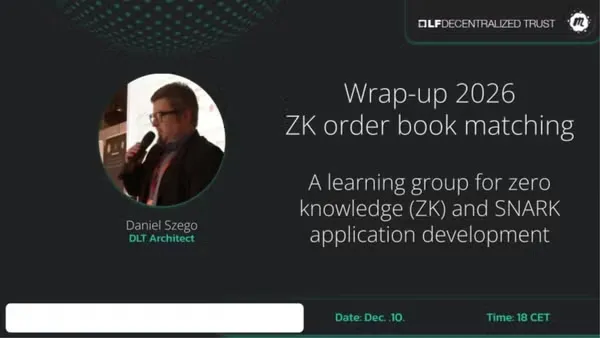 LFDECENTRALIZED TRUST
m
Wrap-up 2026
ZK order book matching
A learning group for zero
knowledge (ZK) and SNARK
application development
Daniel Szego
DLT Architect
Date: Dec. .10.
Time: 18 CET